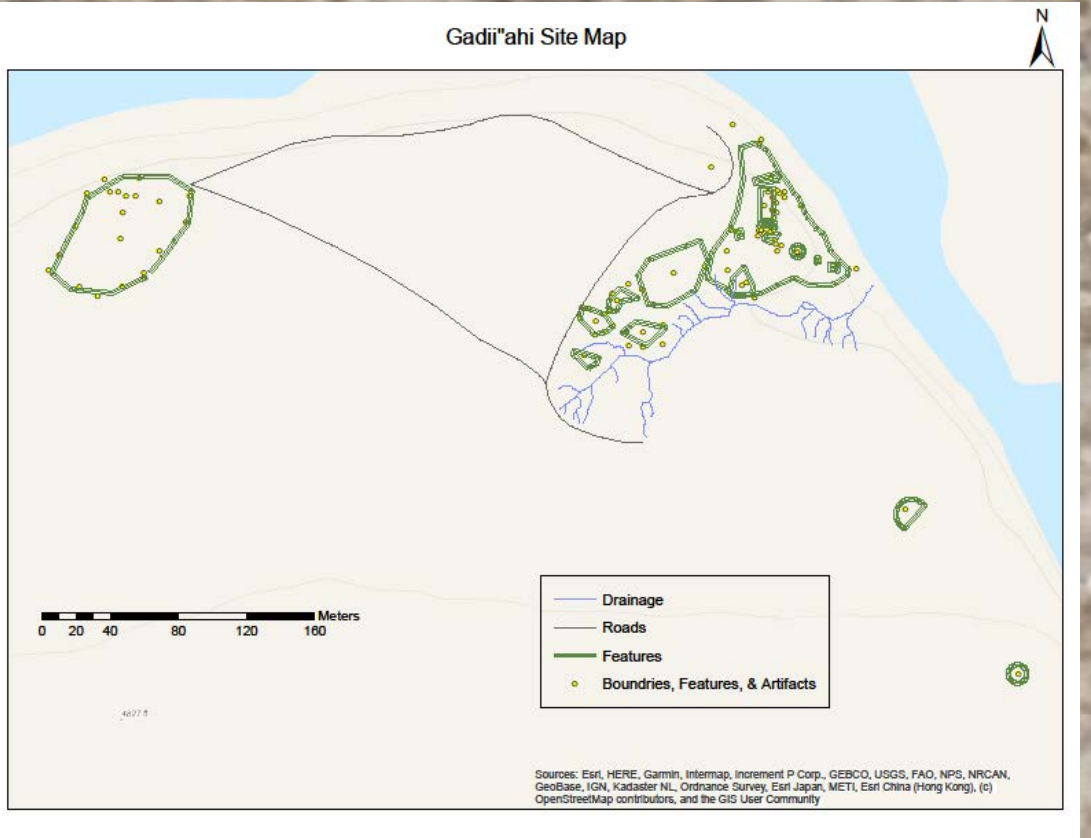 Gadii"ahi Site Map
N
Meters
0 20 40 80 120 160
Drainage
Roads
Features
Boundries, Features, & Artifacts
4827 ft
Sources: Esri, HERE, Garmin, Intermap, increment P Corp., GEBCO, USGS, FAO, NPS, NRCAN,
GeoBase, IGN, Kadaster NL, Ordnance Survey, Esri Japan, METI, Esri China (Hong Kong), (c)
OpenStreetMap contributors, and the GIS User Community